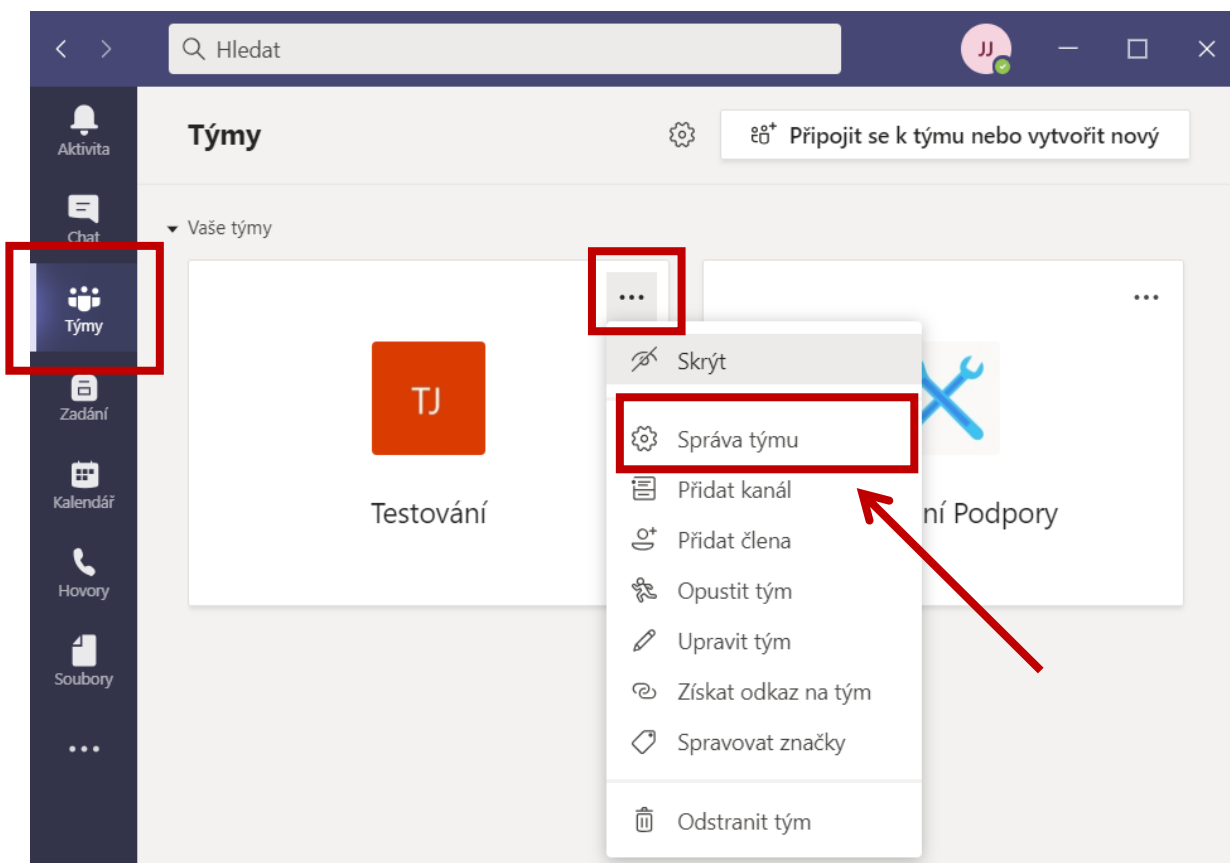 Hledat
JJ
Aktivita
Týmy
Připojit se k týmu nebo vytvořit nový
Chat
Vaše týmy
Týmy
TJ
Testování
ní Podpory
Skrýt
Správa týmu
Přidat kanál
Přidat člena
Opustit tým
Upravit tým
Získat odkaz na tým
Spravovat značky
Odstranit tým
Zadání
Kalendář
Hovory
Soubory